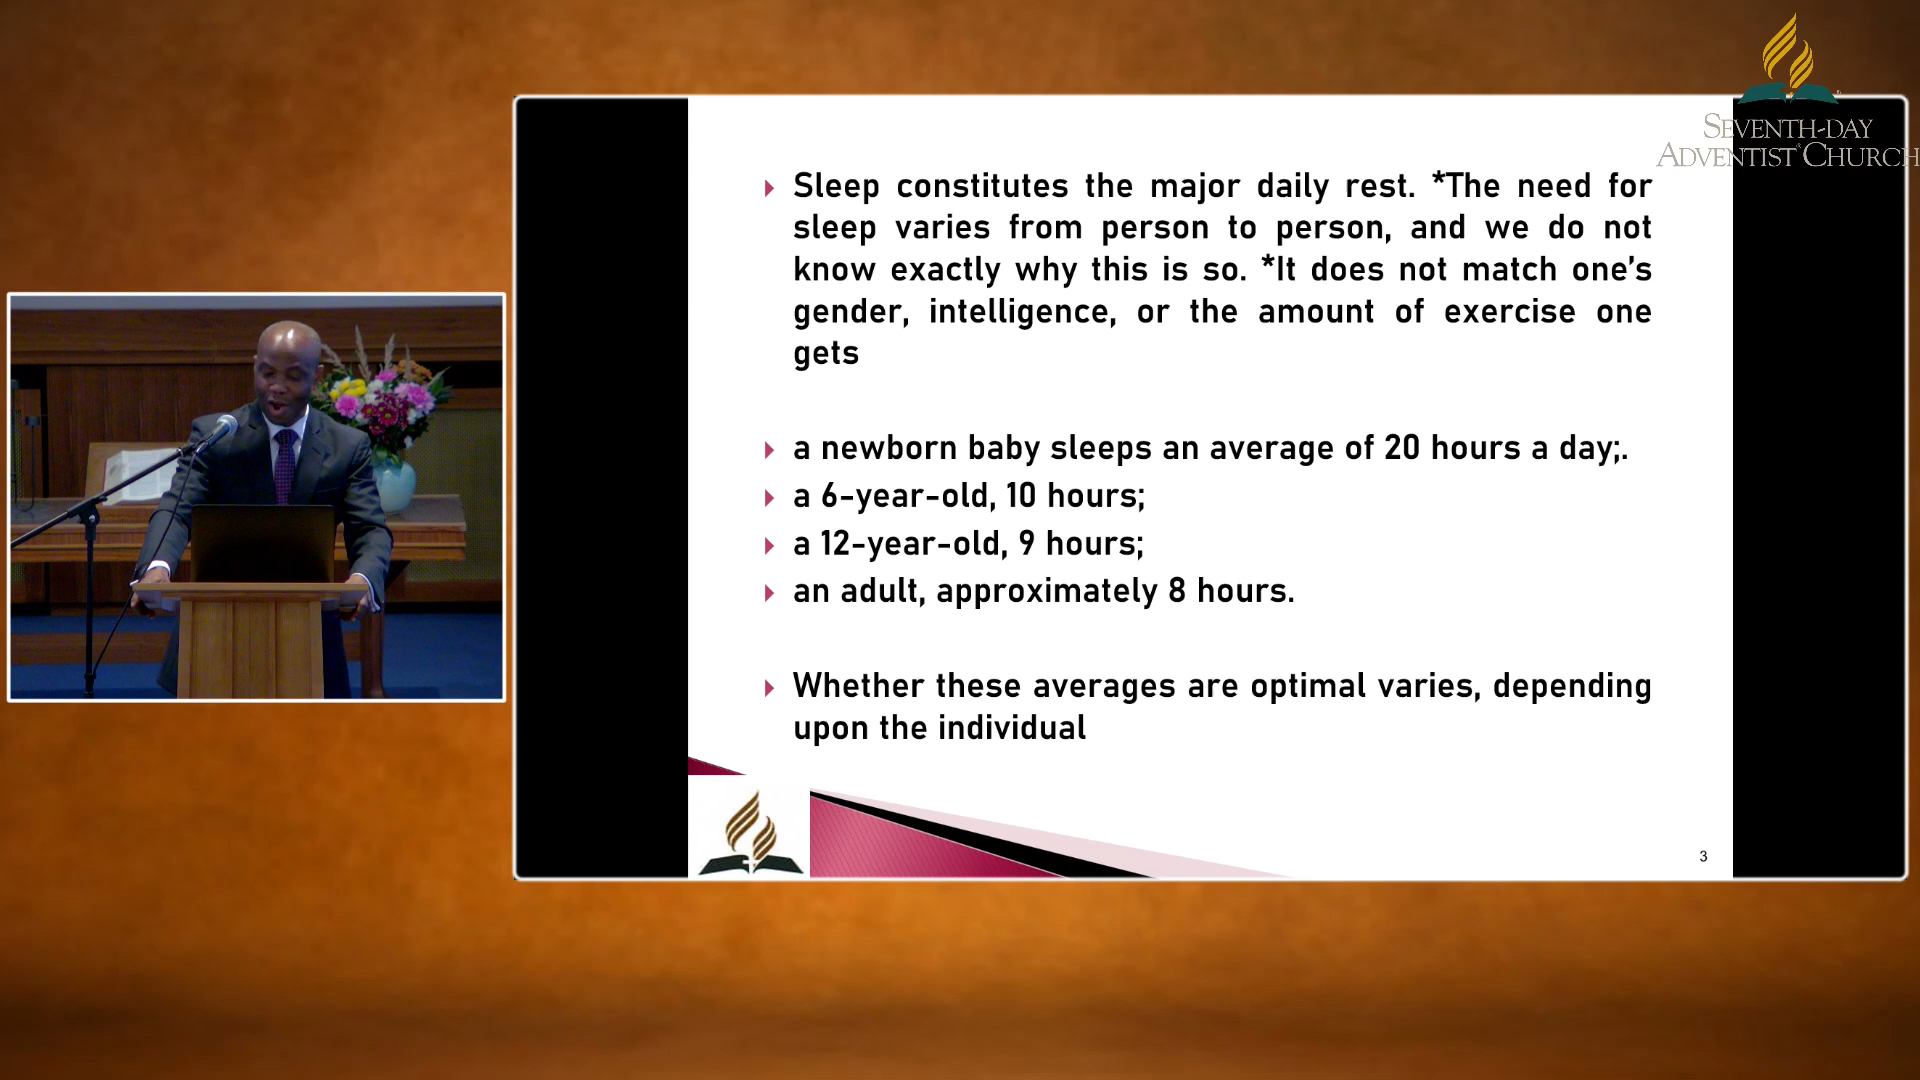 SEVENTH-DAY
ADVENTIST CHURCH
Sleep constitutes the major daily rest. *The need for
sleep varies from person to person, and we do not
know exactly why this is so. *It does not match one's
gender, intelligence, or the amount of exercise one
gets
a newborn baby sleeps an average of 20 hours a day;.
a 6-year-old, 10 hours;
a 12-year-old, 9 hours;
an adult, approximately 8 hours.
Whether these averages are optimal varies, depending
upon the individual
3